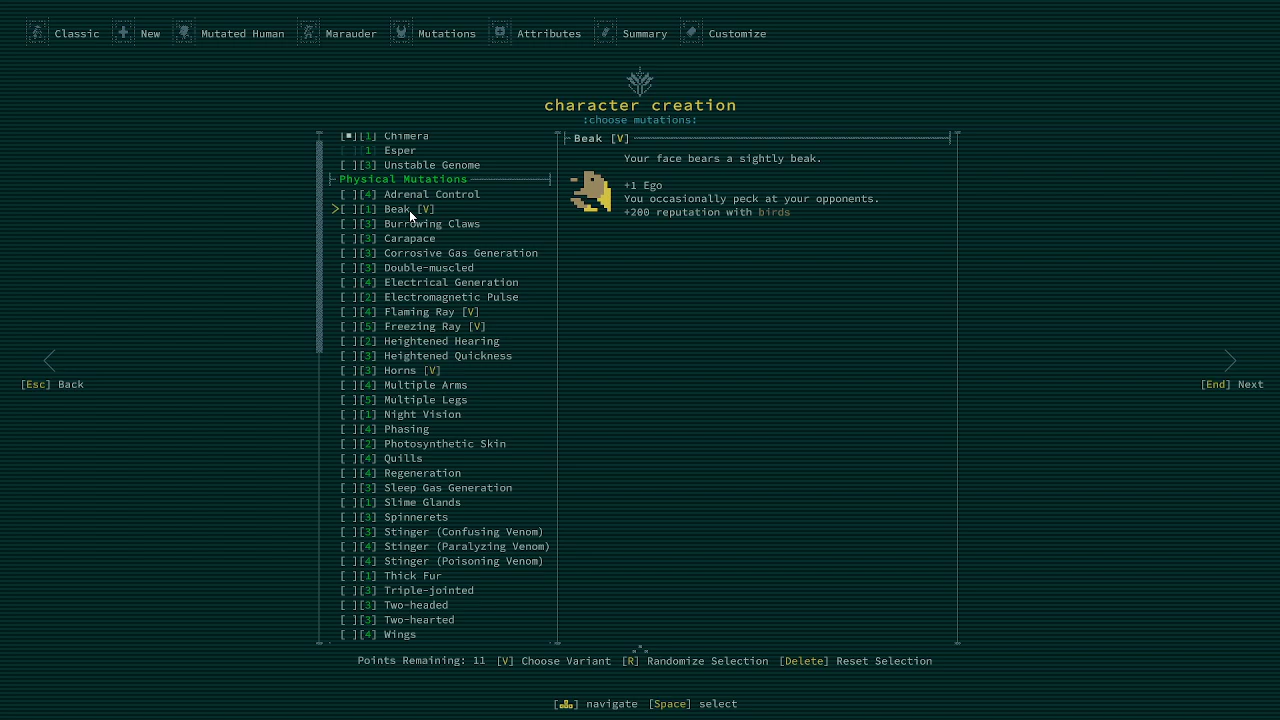 Classic New Mutated Human Marauder Mutations Attributes Summary Customize
character creation
:choose mutations:
[■][1] Chimera
1 Esper
[ ][3] Unstable Genome
Physical Mutations
[ ][4] Adrenal Control
>[ ][1] Beak [V]
[ ][3] Burrowing Claws
[ ][3] Carapace
[ ][3] Corrosive Gas Generation
[ ][3] Double-muscled
[ ][4] Electrical Generation
[ ][2] Electromagnetic Pulse
[ ][4] Flaming Ray [V]
[ ][5] Freezing Ray [V]
[ ][2] Heightened Hearing
[ ][3] Heightened Quickness
[ ][3] Horns [V]
[ ][4] Multiple Arms
[ ][5] Multiple Legs
[ ][1] Night Vision
[ ][4] Phasing
[ ][2] Photosynthetic Skin
[ ][4] Quills
[ ][4] Regeneration
[ ][3] Sleep Gas Generation
[ ][1] Slime Glands
[ ][3] Spinnerets
[ ][3] Stinger (Confusing Venom)
[ ][4] Stinger (Paralyzing Venom)
[ ][4] Stinger (Poisoning Venom)
[ ][1] Thick Fur
[ ][3] Triple-jointed
[ ][3] Two-headed
[ ][3] Two-hearted
[ ][4] Wings
Beak [V]
Your face bears a sightly beak.
+1 Ego
You occasionally peck at your opponents.
+200 reputation with birds
[Esc] Back
[End] Next
Points Remaining: 11 [V] Choose Variant [R] Randomize Selection [Delete] Reset Selection
[ ] navigate [Space] select